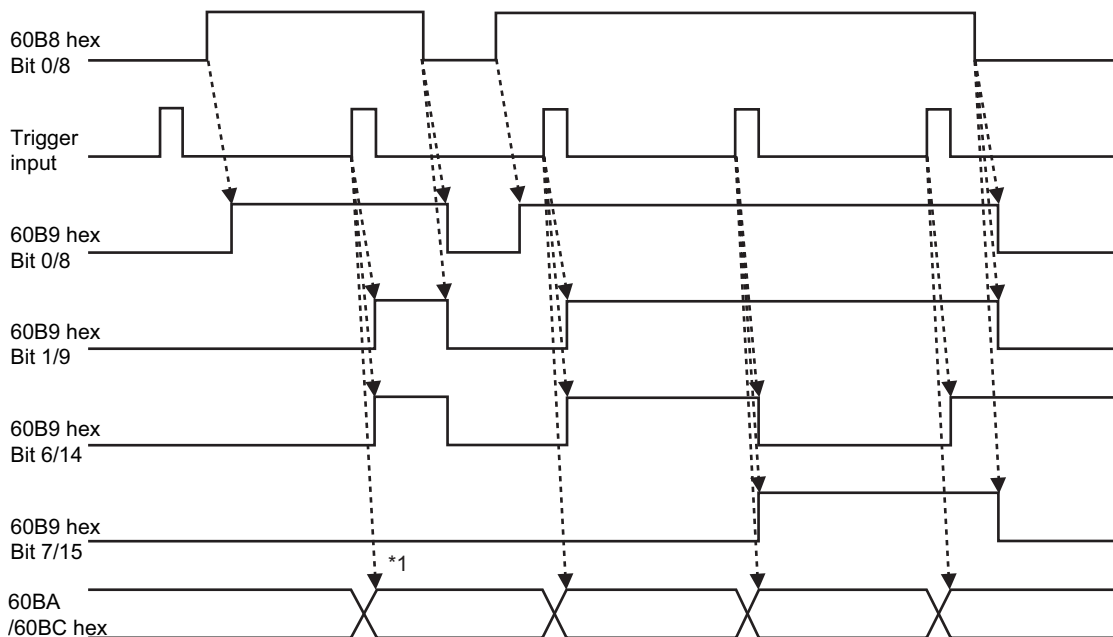 60B8 hex
Bit 0/8
Trigger
input
60B9 hex
Bit 0/8
60B9 hex
Bit 1/9
60B9 hex
Bit 6/14
60B9 hex
Bit 7/15
*1
60BA
/60BC hex